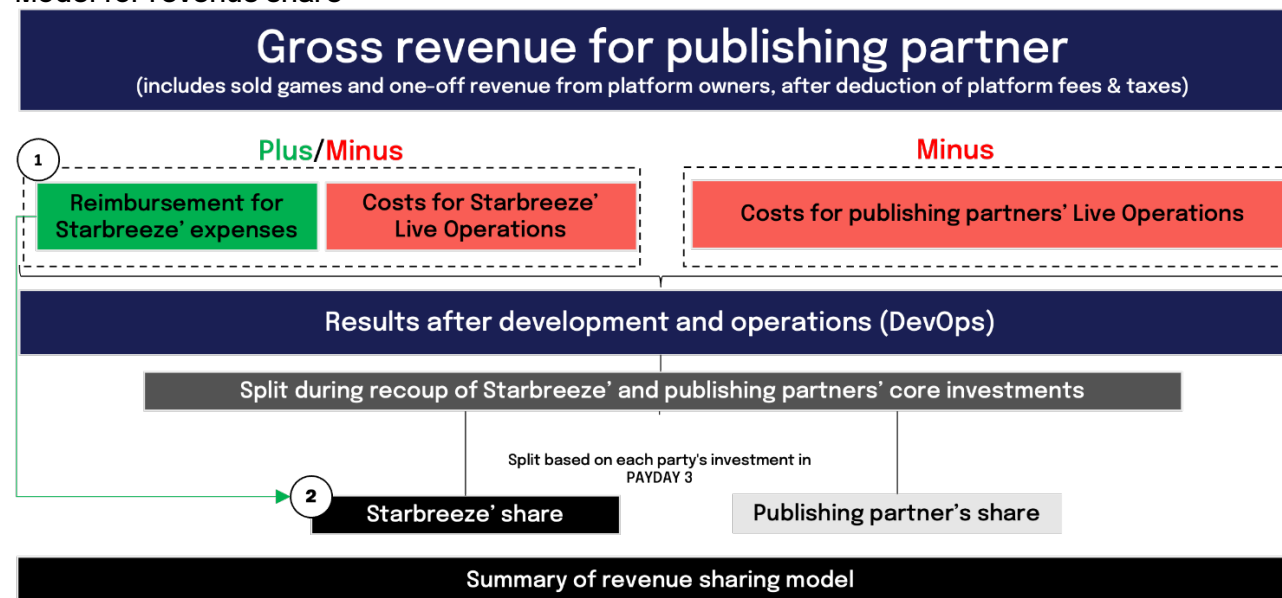 Model for revenue share
Gross revenue for publishing partner
(includes sold games and one-off revenue from platform owners, after deduction of platform fees & taxes)
1
Plus/Minus
Minus
Reimbursement for
Starbreeze’ expenses
Costs for Starbreeze’
Live Operations
Costs for publishing partners’ Live Operations
Results after development and operations (DevOps)
Split during recoup of Starbreeze’ and publishing partners’ core investments
Split based on each party's investment in
PAYDAY 3
2
Starbreeze’ share
Publishing partner’s share
Summary of revenue sharing model